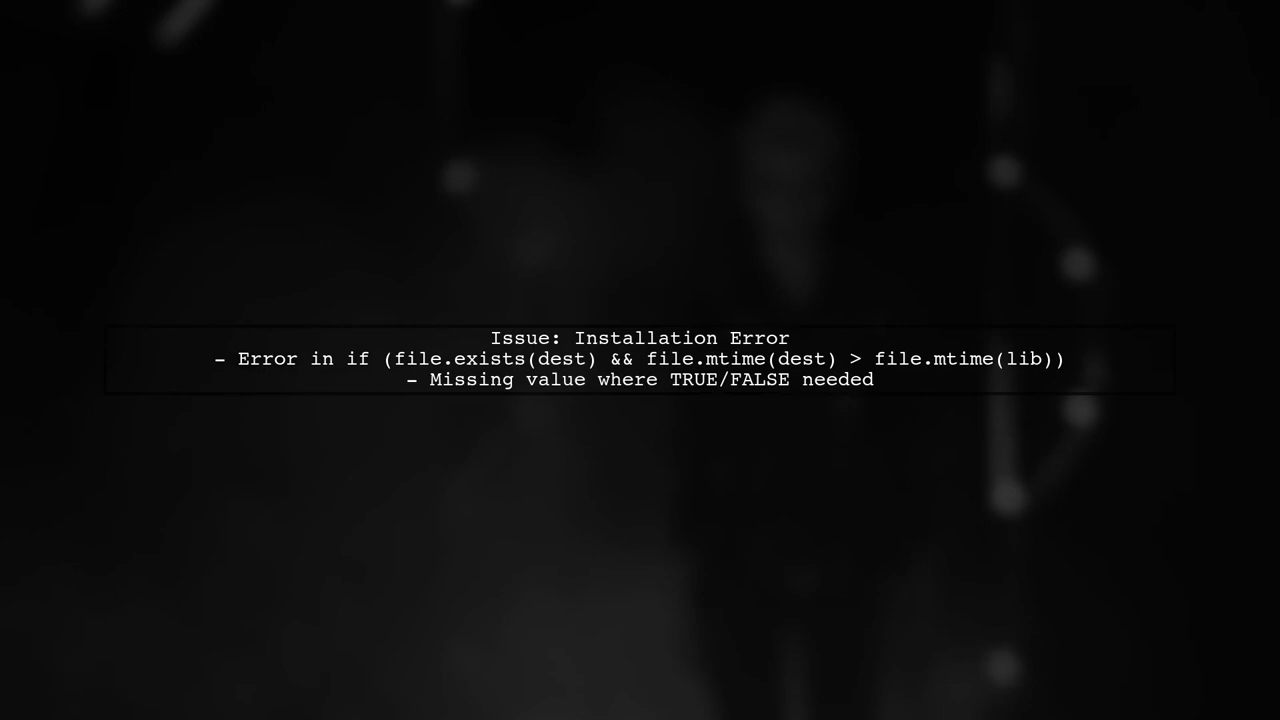 Issue: Installation Error
- Error in if (file.exists(dest) && file.mtime(dest) > file.mtime(lib))
- Missing value where TRUE/FALSE needed